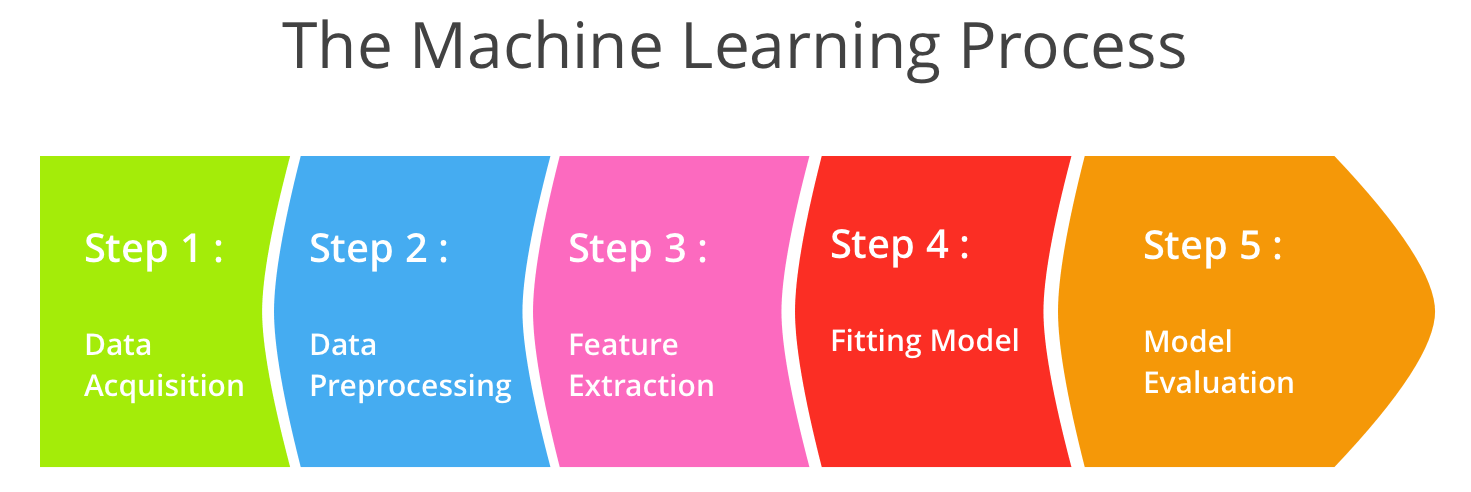 The Machine Learning Process
Step 1 :
Data
Acquisition
Step 2 :
Data
Preprocessing
Step 3 :
Feature
Extraction
Step 4 :
Fitting Model
Step 5 :
Model
Evaluation